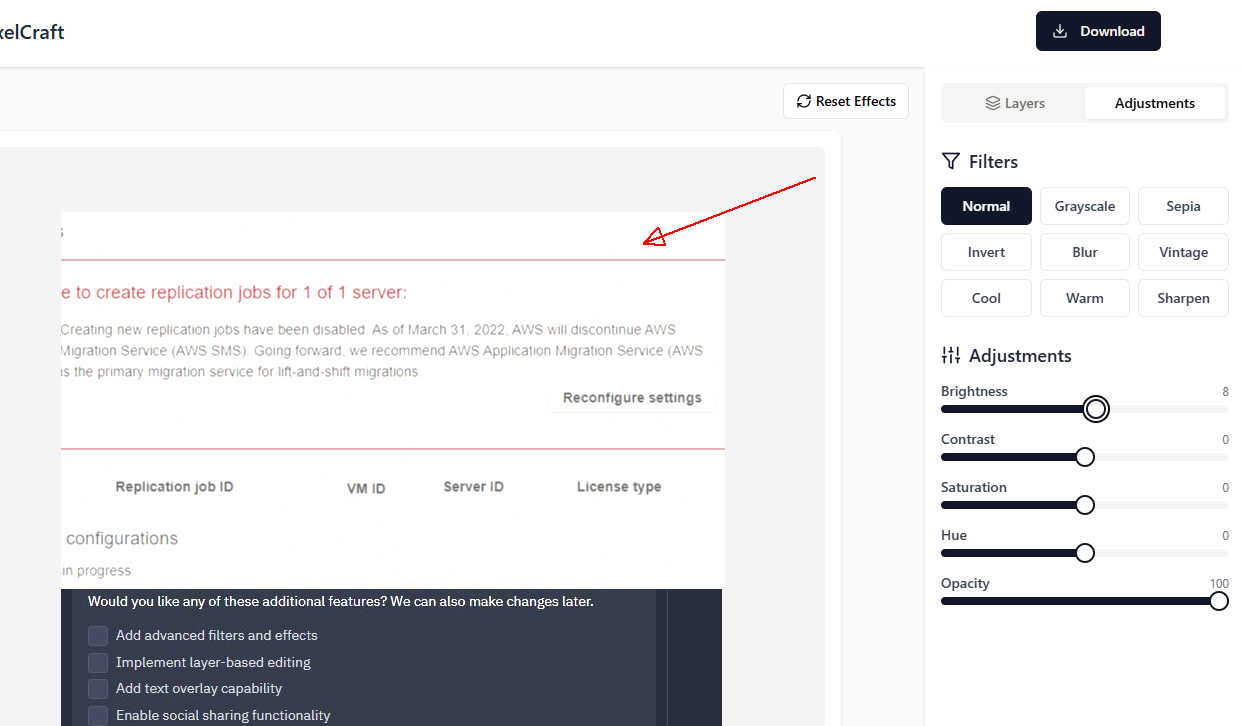 xelCraft
Download
Reset Effects
Layers
Adjustments
Filters
Normal
Grayscale
Sepia
Invert
Blur
Vintage
Cool
Warm
Sharpen
Adjustments
Brightness 8
Contrast 0
Saturation 0
Hue 0
Opacity 100
s
e to create replication jobs for 1 of 1 server:
Creating new replication jobs have been disabled. As of March 31, 2022, AWS will discontinue AWS
Migration Service (AWS SMS). Going forward, we recommend AWS Application Migration Service (AWS
is the primary migration service for lift-and-shift migrations.
Reconfigure settings
Replication job ID VM ID Server ID License type
configurations
in progress
Would you like any of these additional features? We can also make changes later.
Add advanced filters and effects
Implement layer-based editing
Add text overlay capability
Enable social sharing functionality